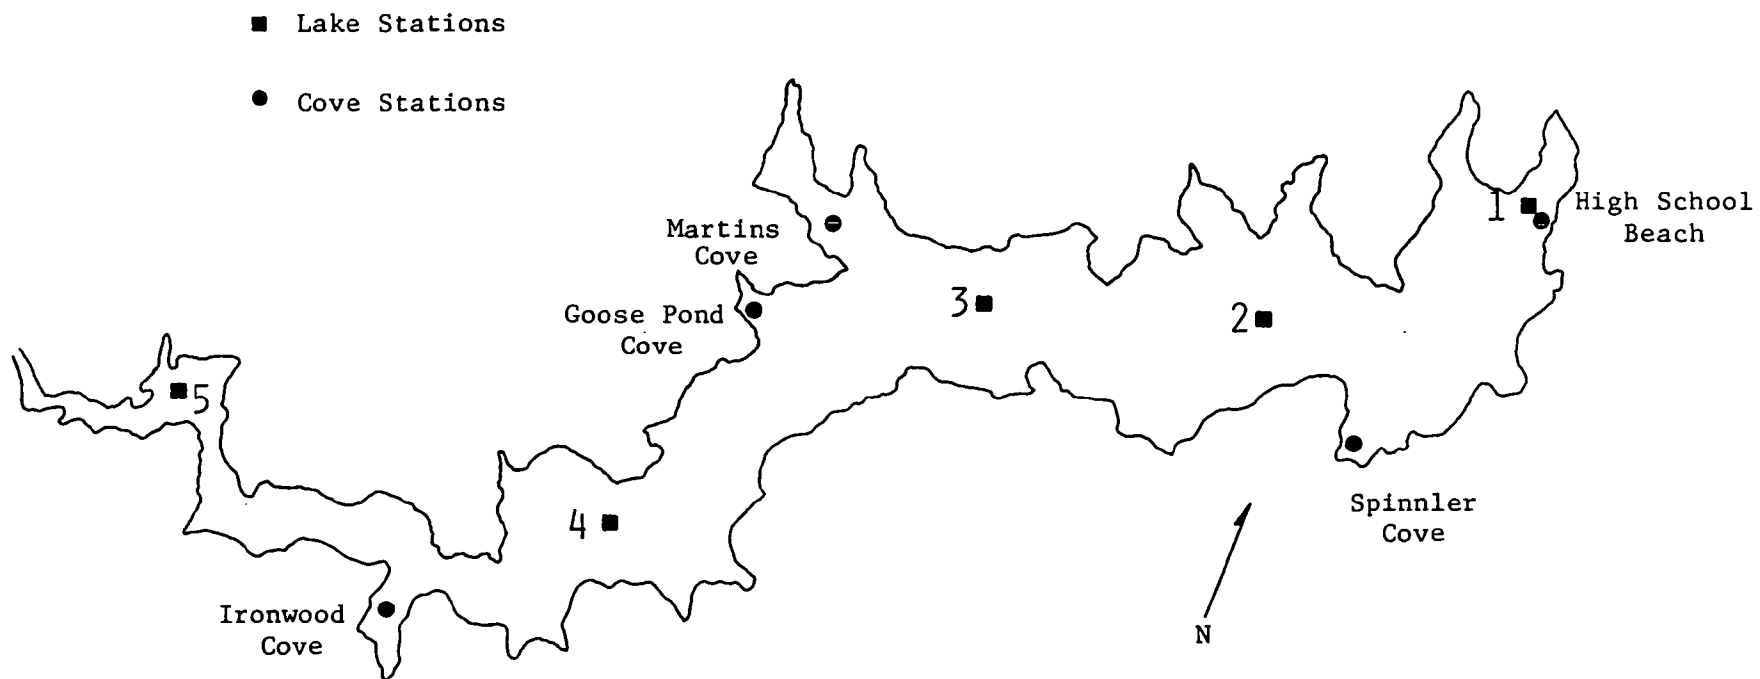 Lake Stations
Cove Stations
Martins
Cove
Goose Pond
Cove
1
High School
Beach
3
2
5
4
Spinnler
Cove
Ironwood
Cove
N